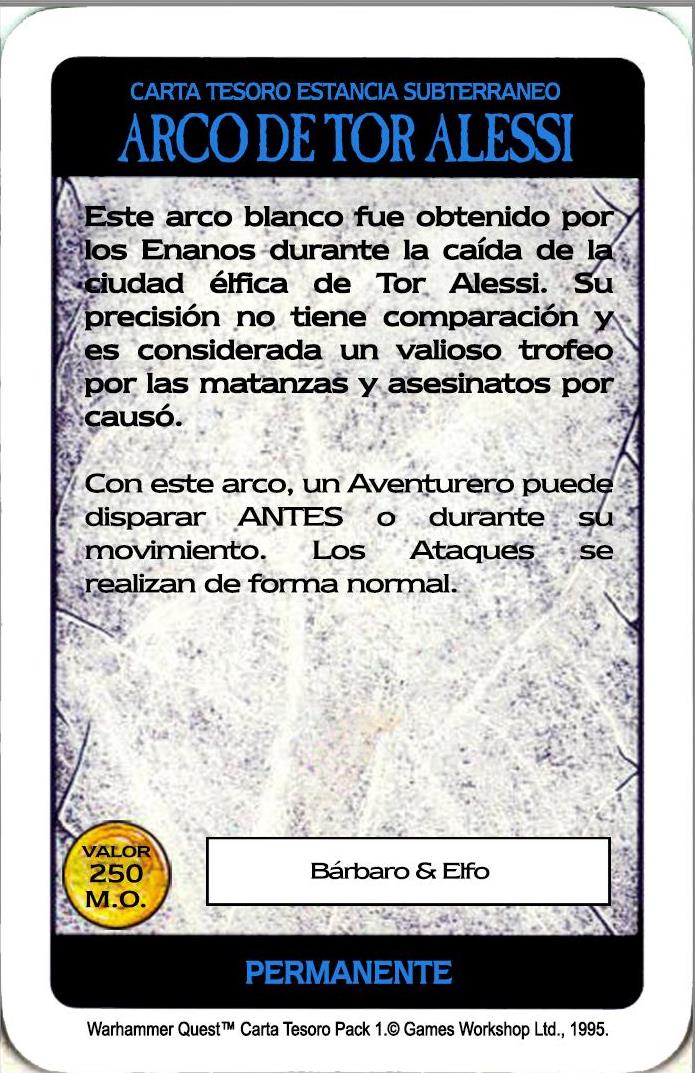 CARTA TESORO ESTANCIA SUBTERRANEO
ARCO DE TOR ALESSI
Este arco blanco fue obtenido por
los Enanos durante la caída de la
ciudad élfica de Tor Alessi. Su
precisión no tiene comparación y
es considerada un valioso trofeo
por las matanzas y asesinatos por
causó.
Con este arco, un Aventurero puede
disparar ANTES o durante su
movimiento. Los Ataques se
realizan de forma normal.
VALOR
250
M.O.
Bárbaro & Elfo
PERMANENTE
Warhammer Quest™ Carta Tesoro Pack 1.© Games Workshop Ltd., 1995.